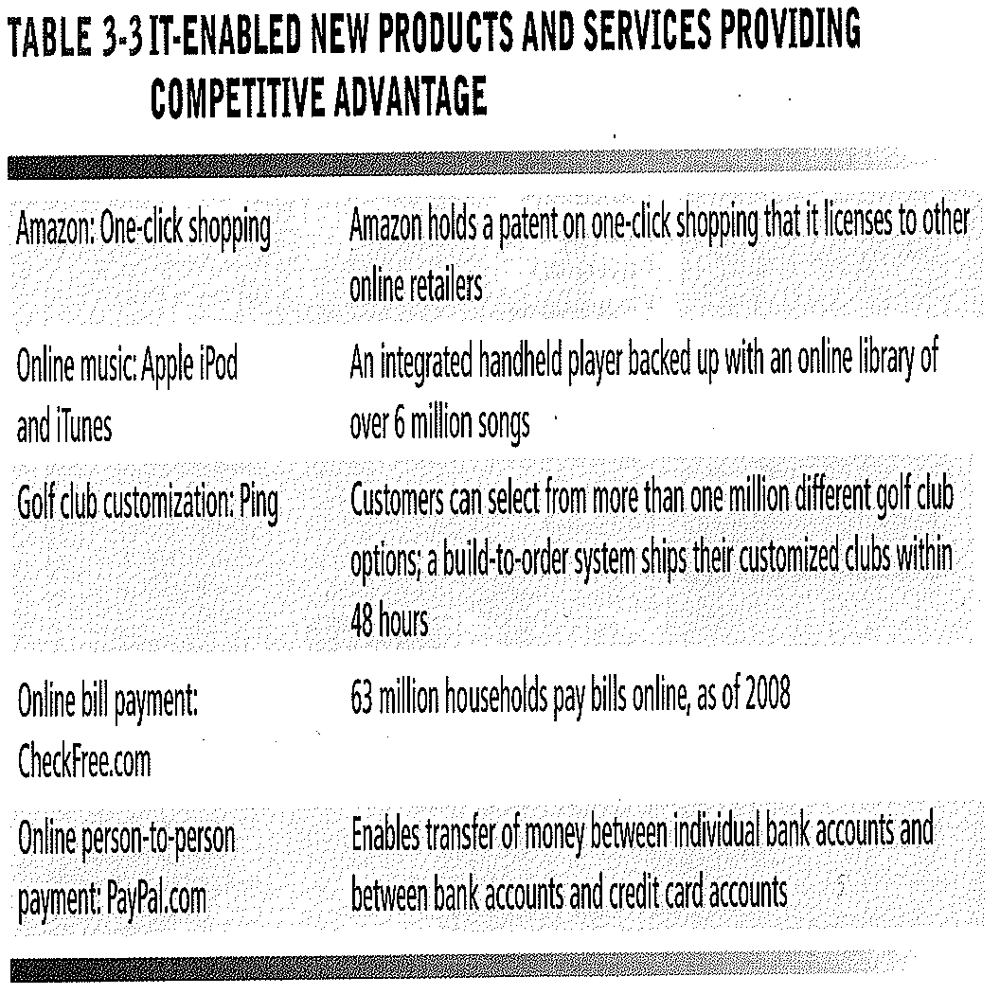 TABLE 3-3 IT-ENABLED NEW PRODUCTS AND SERVICES PROVIDING
COMPETITIVE ADVANTAGE
Amazon: One-click shopping
Amazon holds a patent on one-click shopping that it licenses to other
online retailers
Online music: Apple iPod
and iTunes
An integrated handheld player backed up with an online library of
over 6 million songs
Golf club customization: Ping
Customers can select from more than one million different golf club
options; a build-to-order system ships their customized clubs within
48 hours
Online bill payment:
CheckFree.com
63 million households pay bills online, as of 2008
Online person-to-person
payment: PayPal.com
Enables transfer of money between individual bank accounts and
between bank accounts and credit card accounts